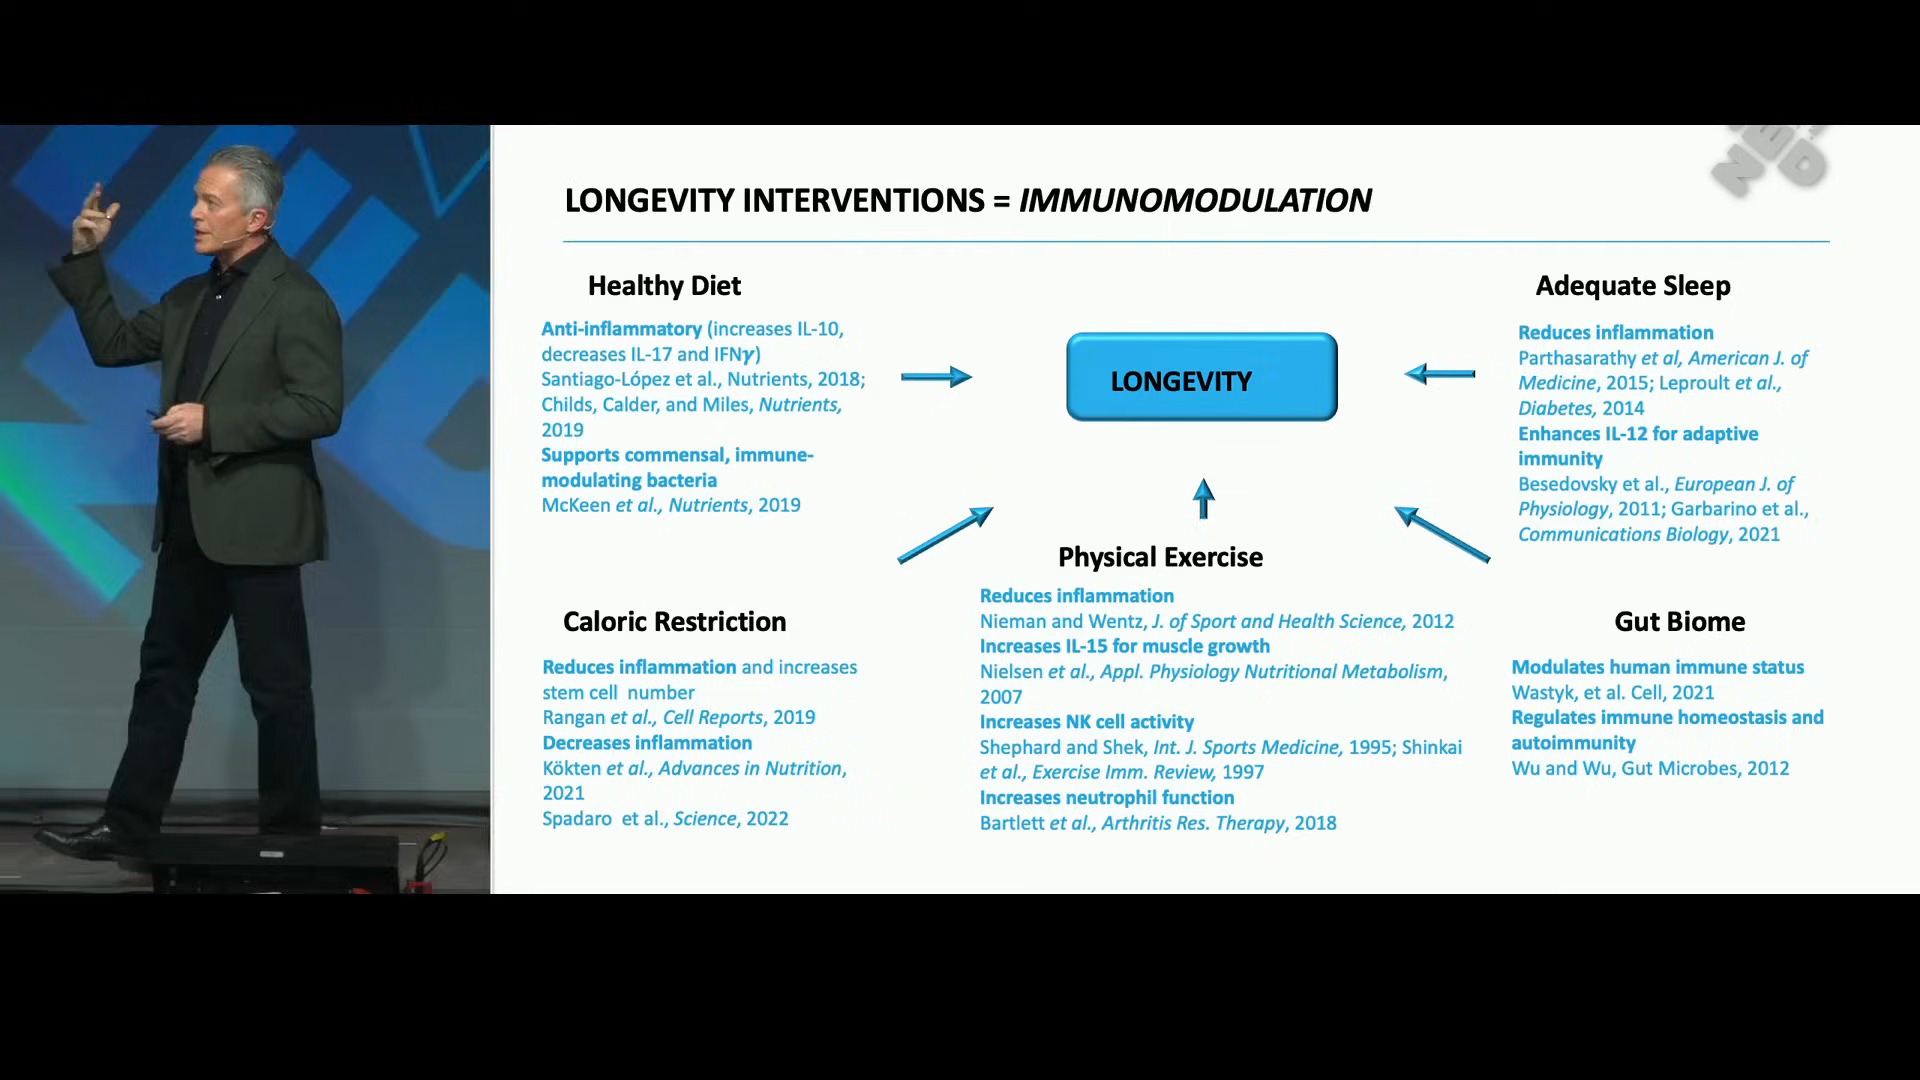 LONGEVITY INTERVENTIONS = IMMUNOMODULATION
Healthy Diet
Anti-inflammatory (increases IL-10,
decreases IL-17 and IFNγ)
Santiago-López et al., Nutrients, 2018;
Childs, Calder, and Miles, Nutrients,
2019
Supports commensal, immune-
modulating bacteria
McKeen et al., Nutrients, 2019
LONGEVITY
Adequate Sleep
Reduces inflammation
Parthasarathy et al, American J. of
Medicine, 2015; Leproult et al.,
Diabetes, 2014
Enhances IL-12 for adaptive
immunity
Besedovsky et al., European J. of
Physiology, 2011; Garbarino et al.,
Communications Biology, 2021
Caloric Restriction
Reduces inflammation and increases
stem cell  number
Rangan et al., Cell Reports, 2019
Decreases inflammation
Kökten et al., Advances in Nutrition,
2021
Spadaro  et al., Science, 2022
Physical Exercise
Reduces inflammation
Nieman and Wentz, J. of Sport and Health Science, 2012
Increases IL-15 for muscle growth
Nielsen et al., Appl. Physiology Nutritional Metabolism,
2007
Increases NK cell activity
Shephard and Shek, Int. J. Sports Medicine, 1995; Shinkai
et al., Exercise Imm. Review, 1997
Increases neutrophil function
Bartlett et al., Arthritis Res. Therapy, 2018
Gut Biome
Modulates human immune status
Wastyk, et al. Cell, 2021
Regulates immune homeostasis and
autoimmunity
Wu and Wu, Gut Microbes, 2012